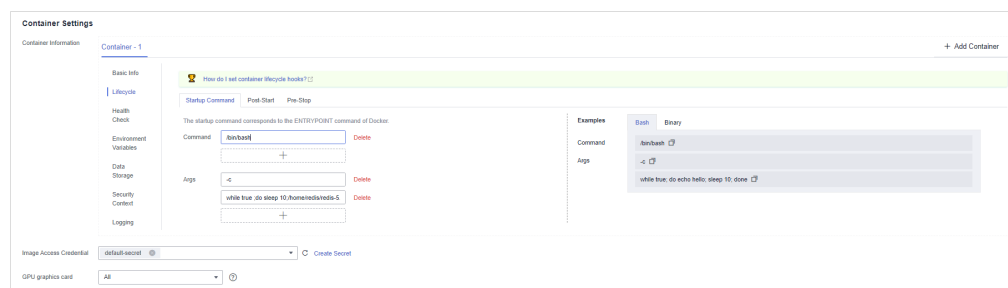 Container Settings
Container Information
Container - 1
+ Add Container
Basic Info
Lifecycle
Health
Check
Environment
Variables
Data
Storage
Security
Context
Logging
How do I set container lifecycle hooks?
Startup Command Post-Start Pre-Stop
The startup command corresponds to the ENTRYPOINT command of Docker.
Command /bin/bash Delete
+
Args -c Delete
while true ;do sleep 10;/home/redis/redis-5 Delete
+
Examples Bash Binary
Command /bin/bash
Args -c
while true; do echo hello; sleep 10; done
Image Access Credential default-secret Create Secret
GPU graphics card All